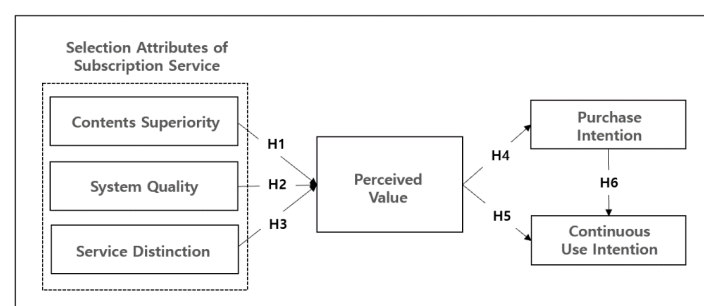 Selection Attributes of
Subscription Service
Contents Superiority
System Quality
Service Distinction
H1
H2
H3
Perceived
Value
H4
H5
Purchase
Intention
H6
Continuous
Use Intention